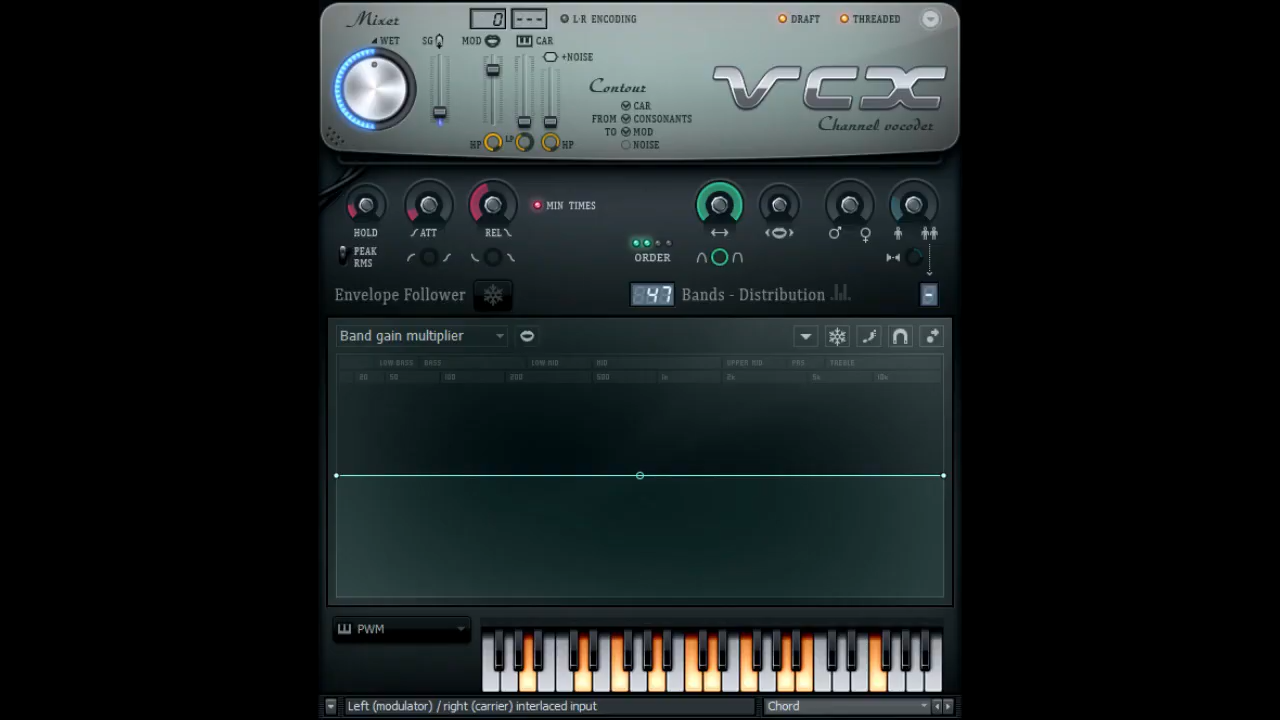 Mixer
0 --- L·R ENCODING
DRAFT THREADED
WET SG MOD CAR
+NOISE
Contour
CAR
FROM CONSONANTS
TO MOD
NOISE
HP LP HP
VCX
Channel vocoder
HOLD ATT REL MIN TIMES
PEAK
RMS
ORDER
Envelope Follower
47 Bands - Distribution -
Band gain multiplier
LOW BASS BASS LOW MID MID UPPER MID PRS TREBLE
20 50 100 200 500 1k 2k 5k 10k
PWM
Left (modulator) / right (carrier) interlaced input
Chord